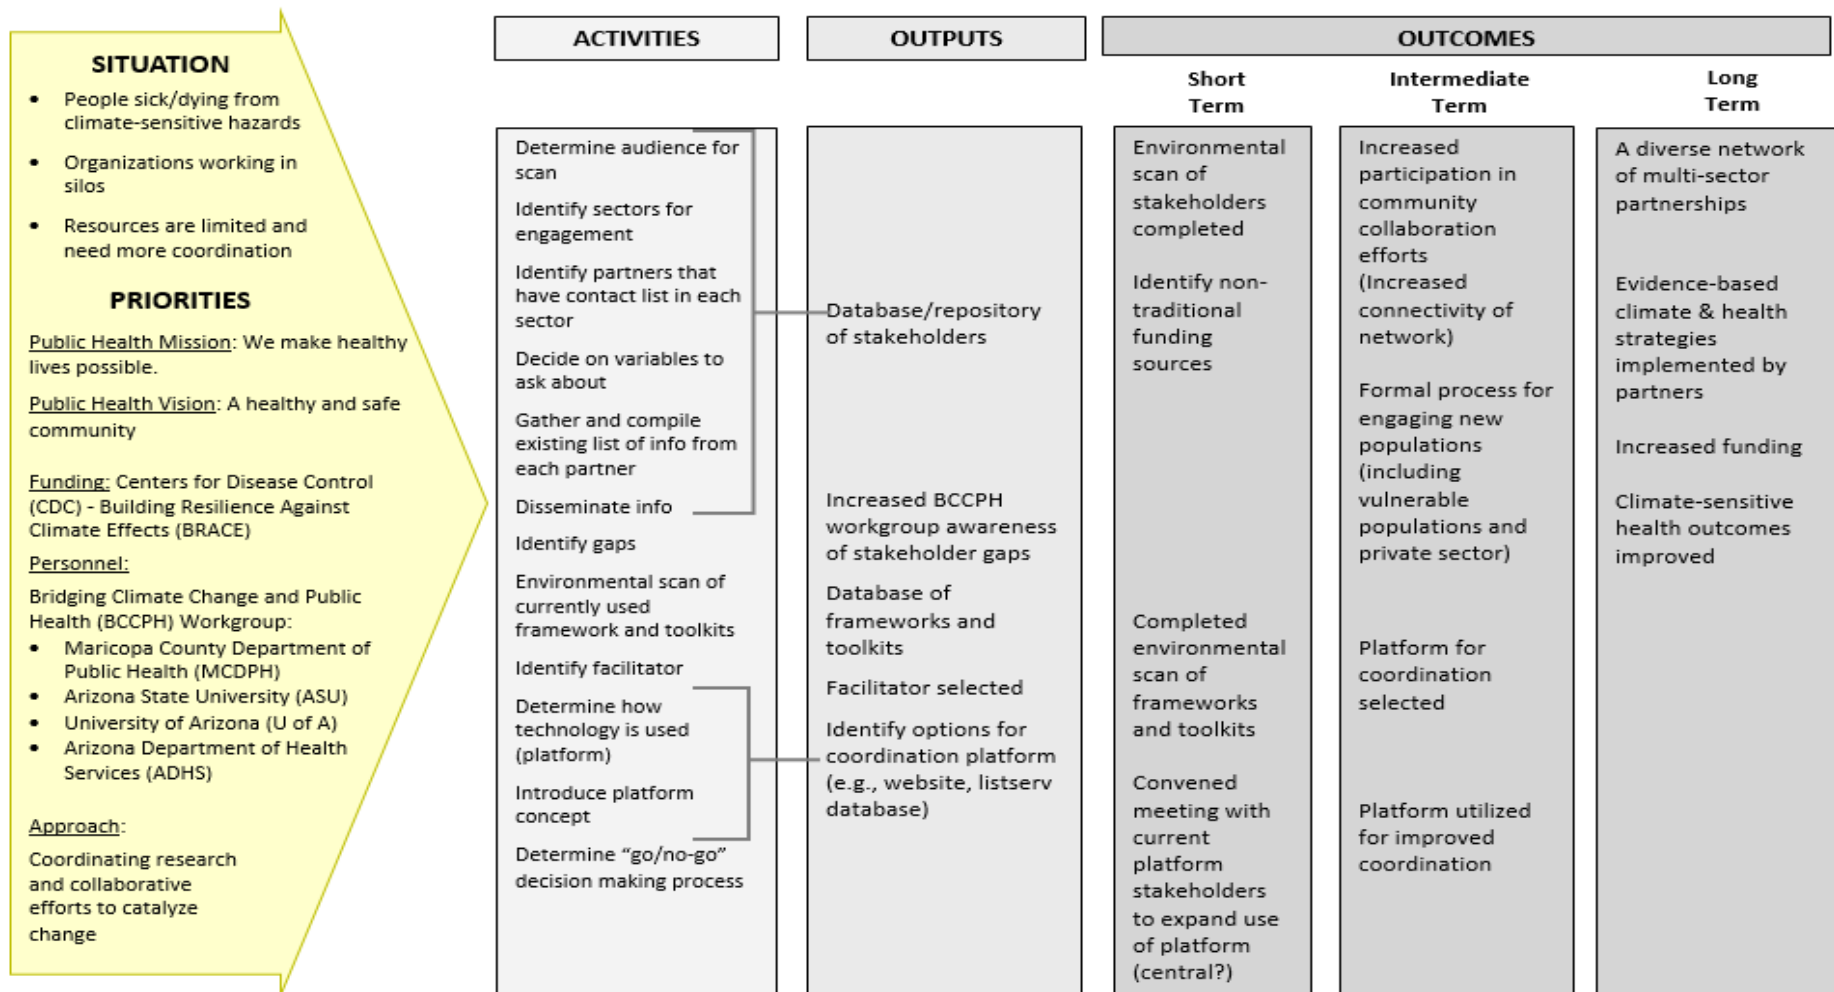 SITUATION
• People sick/dying from
climate-sensitive hazards
• Organizations working in
silos
• Resources are limited and
need more coordination
PRIORITIES
Public Health Mission: We make healthy
lives possible.
Public Health Vision: A healthy and safe
community
Funding: Centers for Disease Control
(CDC) - Building Resilience Against
Climate Effects (BRACE)
Personnel:
Bridging Climate Change and Public
Health (BCCPH) Workgroup:
• Maricopa County Department of
Public Health (MCDPH)
• Arizona State University (ASU)
• University of Arizona (U of A)
• Arizona Department of Health
Services (ADHS)
Approach:
Coordinating research
and collaborative
efforts to catalyze
change
ACTIVITIES
Determine audience for
scan
Identify sectors for
engagement
Identify partners that
have contact list in each
sector
Decide on variables to
ask about
Gather and compile
existing list of info from
each partner
Disseminate info
Identify gaps
Environmental scan of
currently used
framework and toolkits
Identify facilitator
Determine how
technology is used
(platform)
Introduce platform
concept
Determine “go/no-go”
decision making process
OUTPUTS
Database/repository
of stakeholders
Increased BCCPH
workgroup awareness
of stakeholder gaps
Database of
frameworks and
toolkits
Facilitator selected
Identify options for
coordination platform
(e.g., website, listserv
database)
OUTCOMES
Short
Term
Environmental
scan of
stakeholders
completed
Identify non-
traditional
funding
sources
Completed
environmental
scan of
frameworks
and toolkits
Convened
meeting with
current
platform
stakeholders
to expand use
of platform
(central?)
Intermediate
Term
Increased
participation in
community
collaboration
efforts
(Increased
connectivity of
network)
Formal process for
engaging new
populations
(including
vulnerable
populations and
private sector)
Platform for
coordination
selected
Platform utilized
for improved
coordination
Long
Term
A diverse network
of multi-sector
partnerships
Evidence-based
climate & health
strategies
implemented by
partners
Increased funding
Climate-sensitive
health outcomes
improved